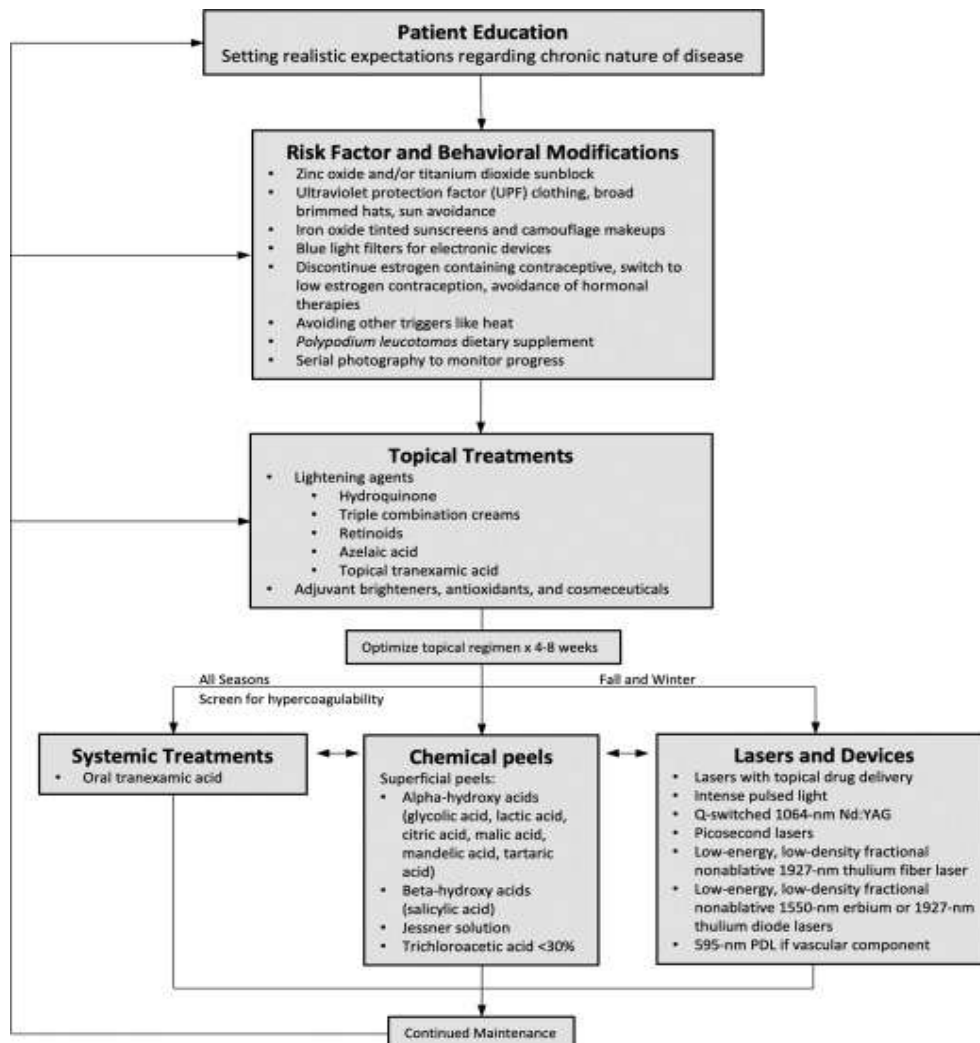 Patient Education
Setting realistic expectations regarding chronic nature of disease
Risk Factor and Behavioral Modifications
• Zinc oxide and/or titanium dioxide sunblock
• Ultraviolet protection factor (UPF) clothing, broad
brimmed hats, sun avoidance
• Iron oxide tinted sunscreens and camouflage makeups
• Blue light filters for electronic devices
• Discontinue estrogen containing contraceptive, switch to
low estrogen contraception, avoidance of hormonal
therapies
• Avoiding other triggers like heat
• Polypodium leucotomos dietary supplement
• Serial photography to monitor progress
Topical Treatments
• Lightening agents
• Hydroquinone
• Triple combination creams
• Retinoids
• Azelaic acid
• Topical tranexamic acid
• Adjuvant brighteners, antioxidants, and cosmeceuticals
Optimize topical regimen x 4-8 weeks
All Seasons
Screen for hypercoagulability
Fall and Winter
Systemic Treatments
• Oral tranexamic acid
Chemical peels
Superficial peels:
• Alpha-hydroxy acids
(glycolic acid, lactic acid,
citric acid, malic acid,
mandelic acid, tartaric
acid)
• Beta-hydroxy acids
(salicylic acid)
• Jessner solution
• Trichloroacetic acid <30%
Lasers and Devices
• Lasers with topical drug delivery
• Intense pulsed light
• Q-switched 1064-nm Nd:YAG
• Picosecond lasers
• Low-energy, low-density fractional
nonablative 1927-nm thulium fiber laser
• Low-energy, low-density fractional
nonablative 1550-nm erbium or 1927-nm
thulium diode lasers
• 595-nm PDL if vascular component
Continued Maintenance